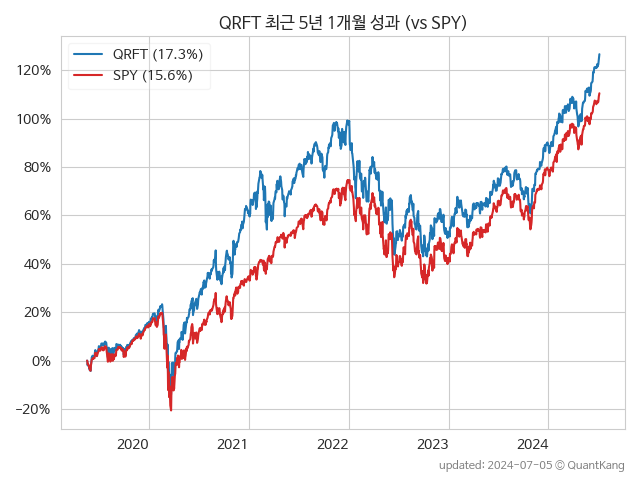 QRFT 최근 5년 1개월 성과 (vs SPY)
QRFT (17.3%)
SPY (15.6%)
120%
100%
80%
60%
40%
20%
0%
−20%
2020 2021 2022 2023 2024
updated: 2024-07-05 © QuantKang